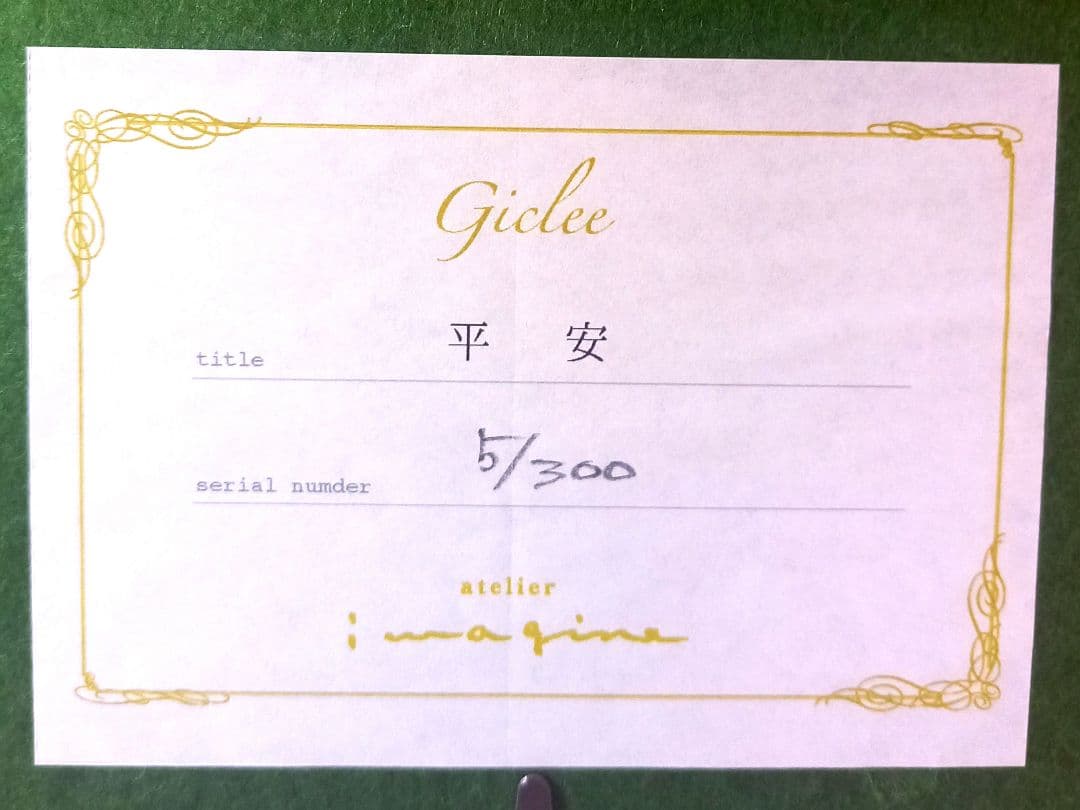 Giclee
title 平 安
serial numder 5/300
atelier
imagine